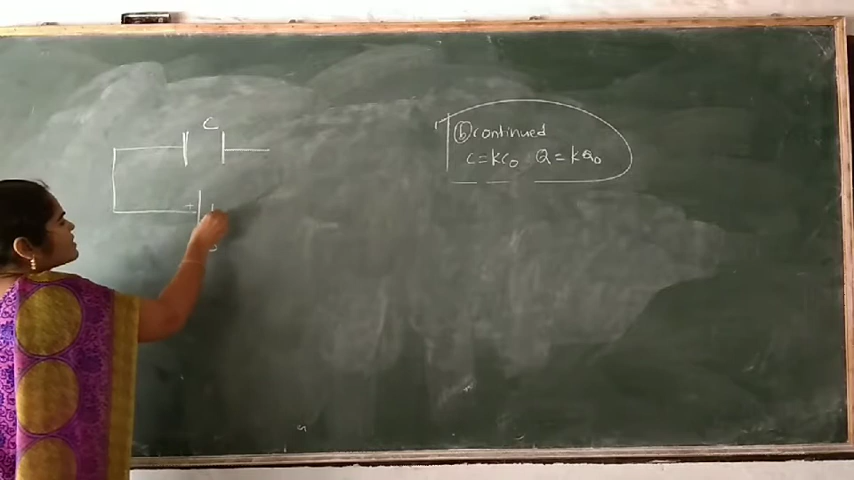 C
(b) continued
C = KC₀ Q = KQ₀
+